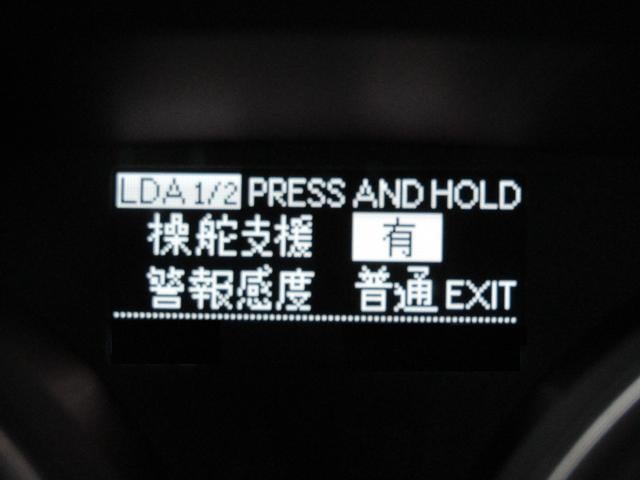 LDA 1/2 PRESS AND HOLD
操舵支援 有
警報感度 普通 EXIT